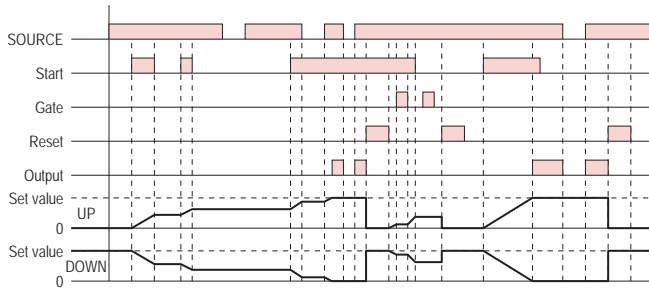 SOURCE
Start
Gate
Reset
Output
Set value
UP
0
Set value
DOWN
0